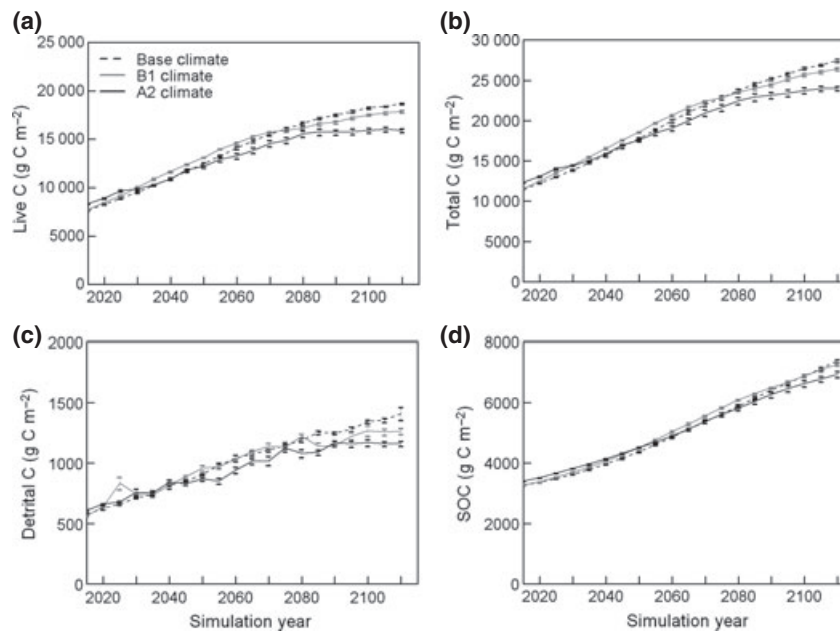 (a)
25 000
20 000
15 000
10 000
5000
0
Live C (g C m⁻²)
Base climate
B1 climate
A2 climate
2020 2040 2060 2080 2100
(b)
30 000
25 000
20 000
15 000
10 000
5000
0
Total C (g C m⁻²)
2020 2040 2060 2080 2100
(c)
2000
1500
1000
500
0
Detrital C (g C m⁻²)
2020 2040 2060 2080 2100
Simulation year
(d)
8000
6000
4000
2000
0
SOC (g C m⁻²)
2020 2040 2060 2080 2100
Simulation year